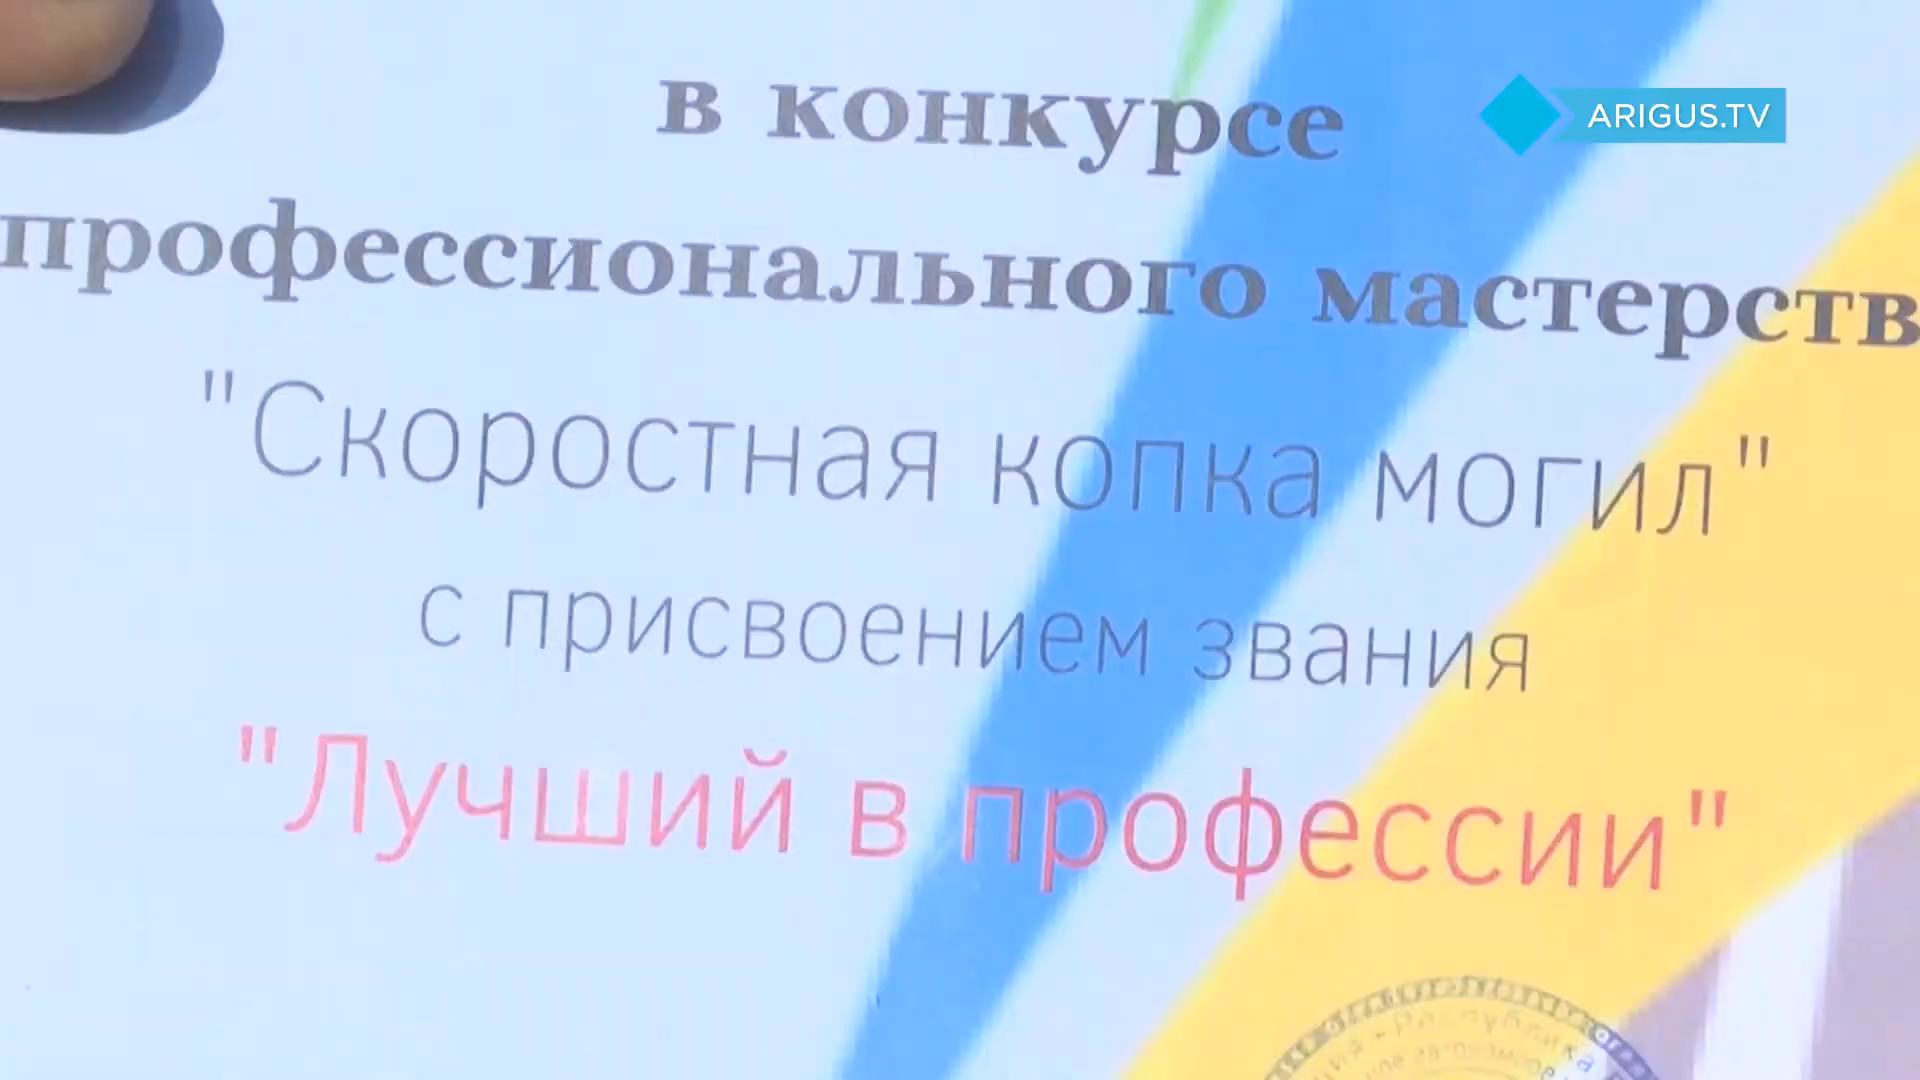 в конкурсе
ARIGUS.TV
профессионального мастерств
"Скоростная копка могил"
с присвоением звания
"Лучший в профессии"